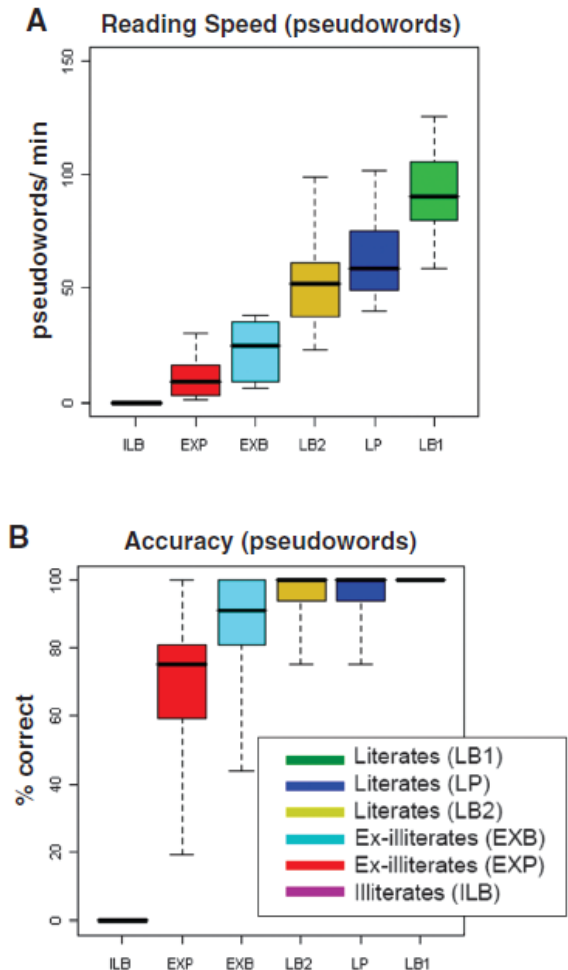 A Reading Speed (pseudowords)
150
100
50
0
pseudowords/ min
ILB EXP EXB LB2 LP LB1
B Accuracy (pseudowords)
100
80
60
40
20
0
% correct
Literates (LB1)
Literates (LP)
Literates (LB2)
Ex-illiterates (EXB)
Ex-illiterates (EXP)
Illiterates (ILB)
ILB EXP EXB LB2 LP LB1